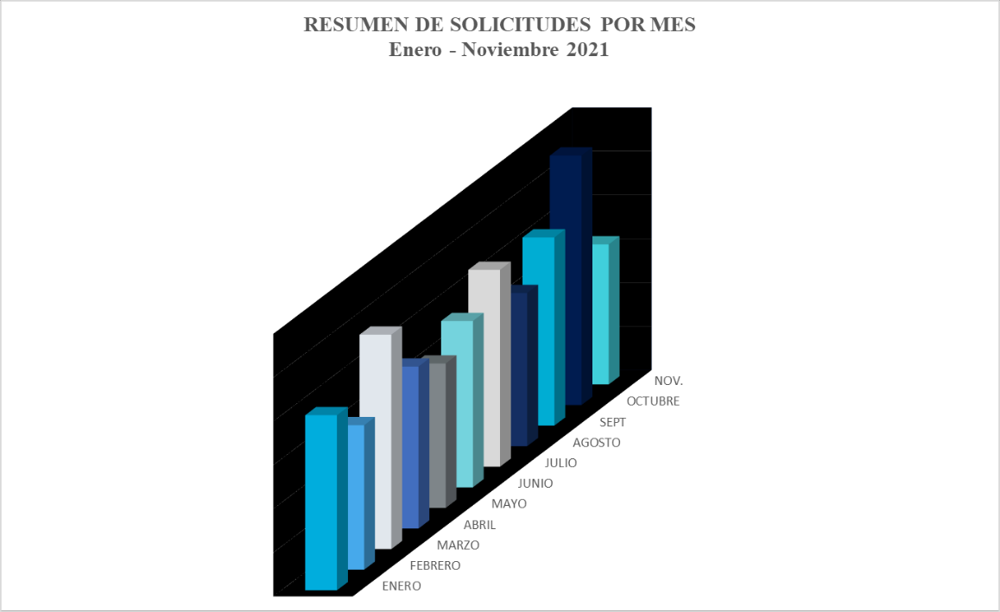 RESUMEN DE SOLICITUDES POR MES
Enero - Noviembre 2021
NOV.
OCTUBRE
SEPT
AGOSTO
JULIO
JUNIO
MAYO
ABRIL
MARZO
FEBRERO
ENERO